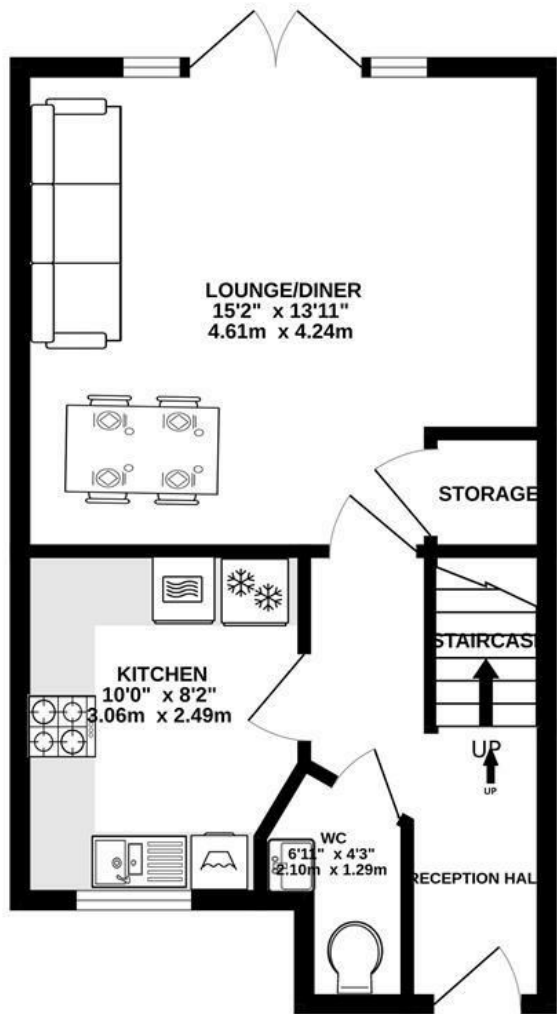 LOUNGE/DINER
15'2" x 13'11"
4.61m x 4.24m
STORAGE
STAIRCASE
KITCHEN
10'0" x 8'2"
3.06m x 2.49m
UP
UP
WC
6'11" x 4'3"
2.10m x 1.29m
RECEPTION HALL